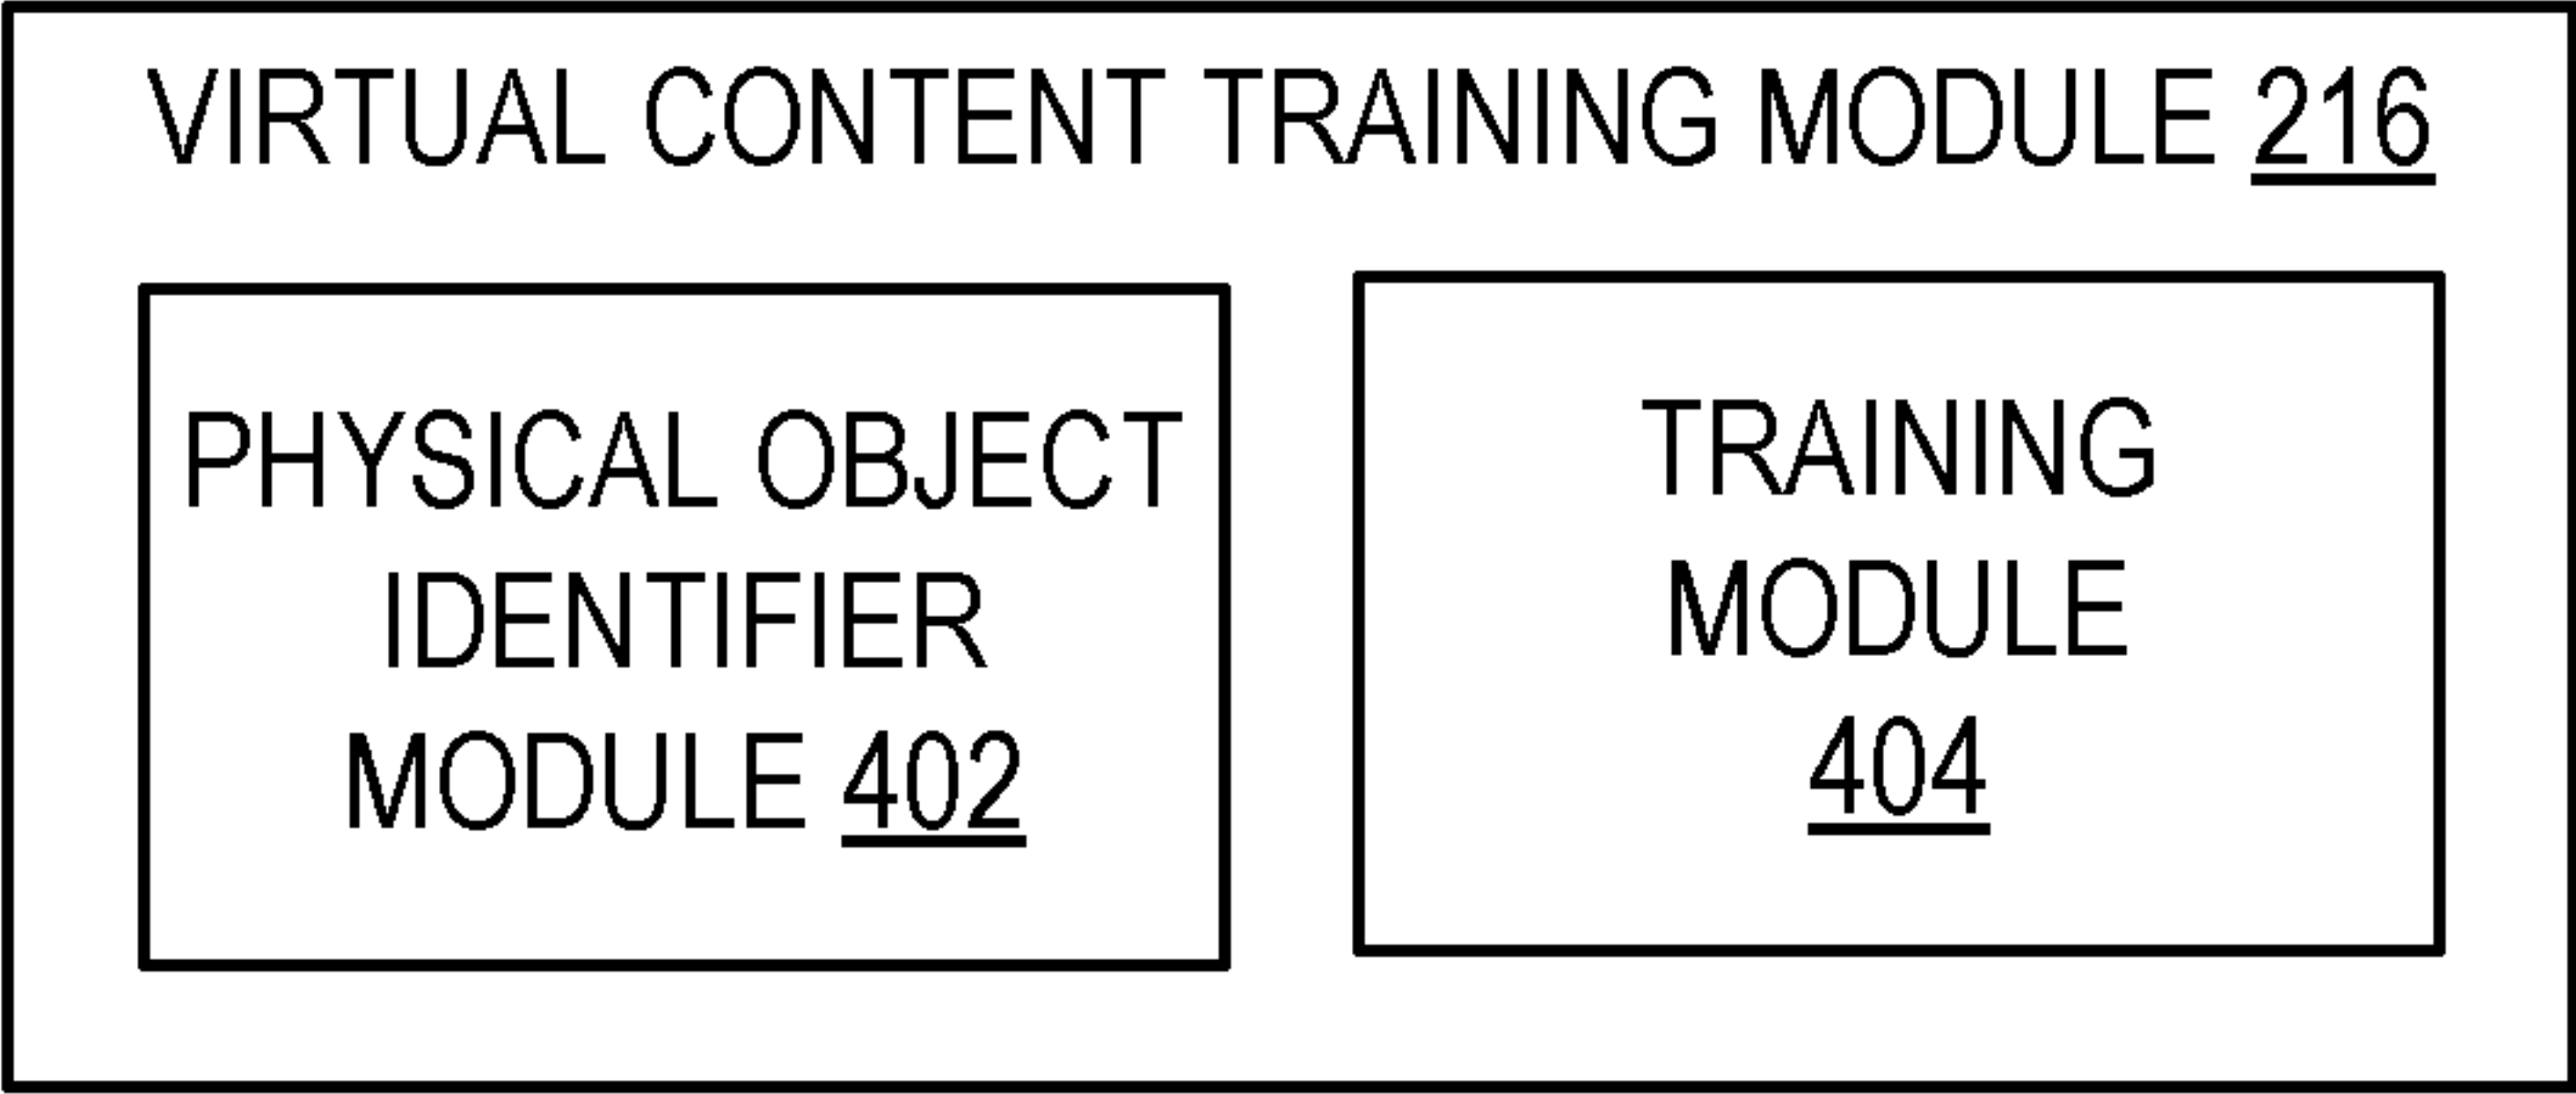 VIRTUAL CONTENT TRAINING MODULE 216
PHYSICAL OBJECT
IDENTIFIER
MODULE 402
TRAINING
MODULE
404